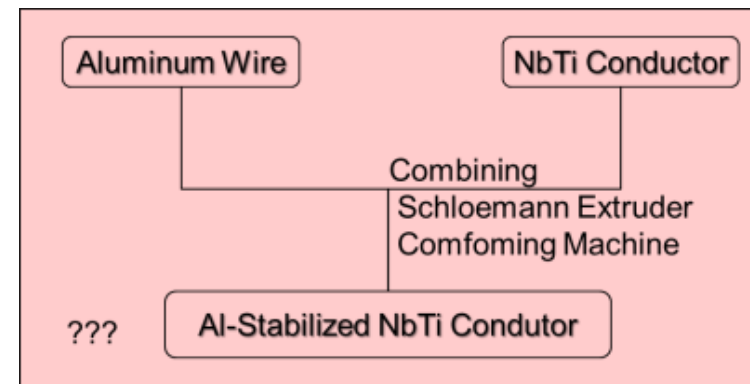 Aluminum Wire
NbTi Conductor
Combining
Schloemann Extruder
Comfoming Machine
???
Al-Stabilized NbTi Condutor